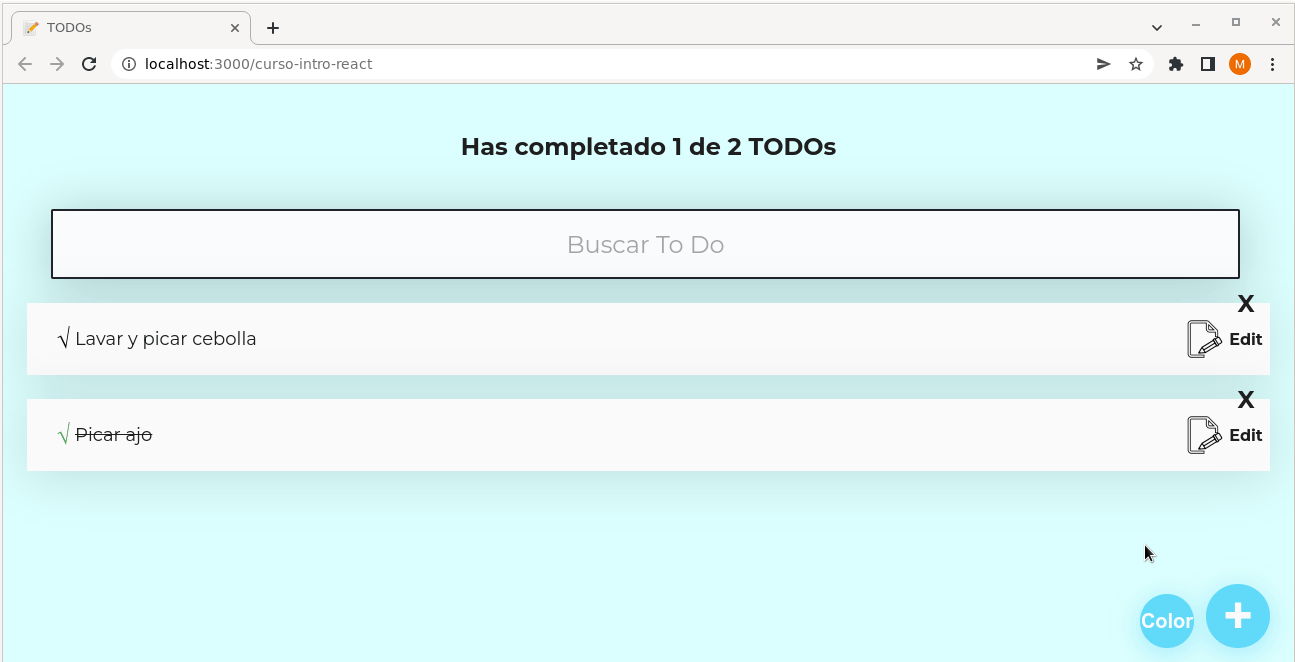 TODOs
localhost:3000/curso-intro-react
M
Has completado 1 de 2 TODOs
Buscar To Do
X
√ Lavar y picar cebolla
Edit
X
√ Picar ajo
Edit
Color
+